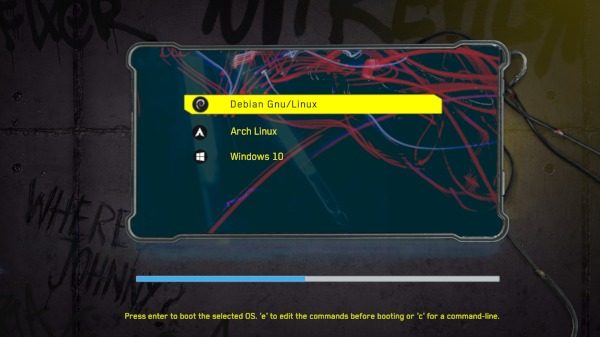 Debian Gnu/Linux
Arch Linux
Windows 10
WHERE
JOHNNY?
Press enter to boot the selected OS. 'e' to edit the commands before booting or 'c' for a command-line.